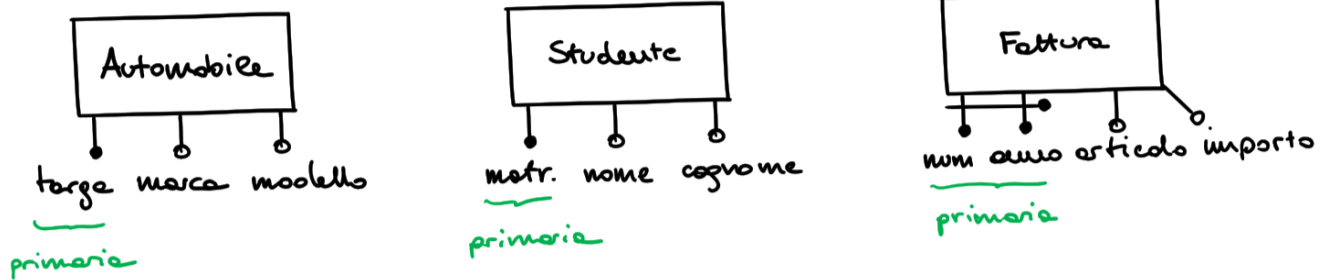 Automobile
targa marca modello
primaria
Studente
matr. nome cognome
primaria
Fattura
num anno articolo importo
primaria